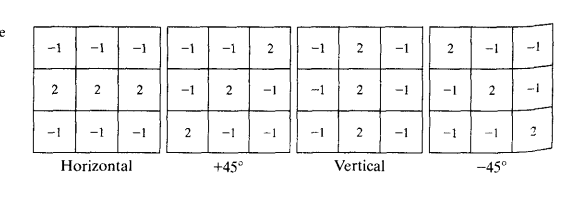 e
-1 -1 -1 -1 -1 2 -1 2 -1 2 -1 -1
2 2 2 -1 2 -1 -1 2 -1 -1 2 -1
-1 -1 -1 2 -1 -1 -1 2 -1 -1 -1 2
Horizontal +45° Vertical -45°